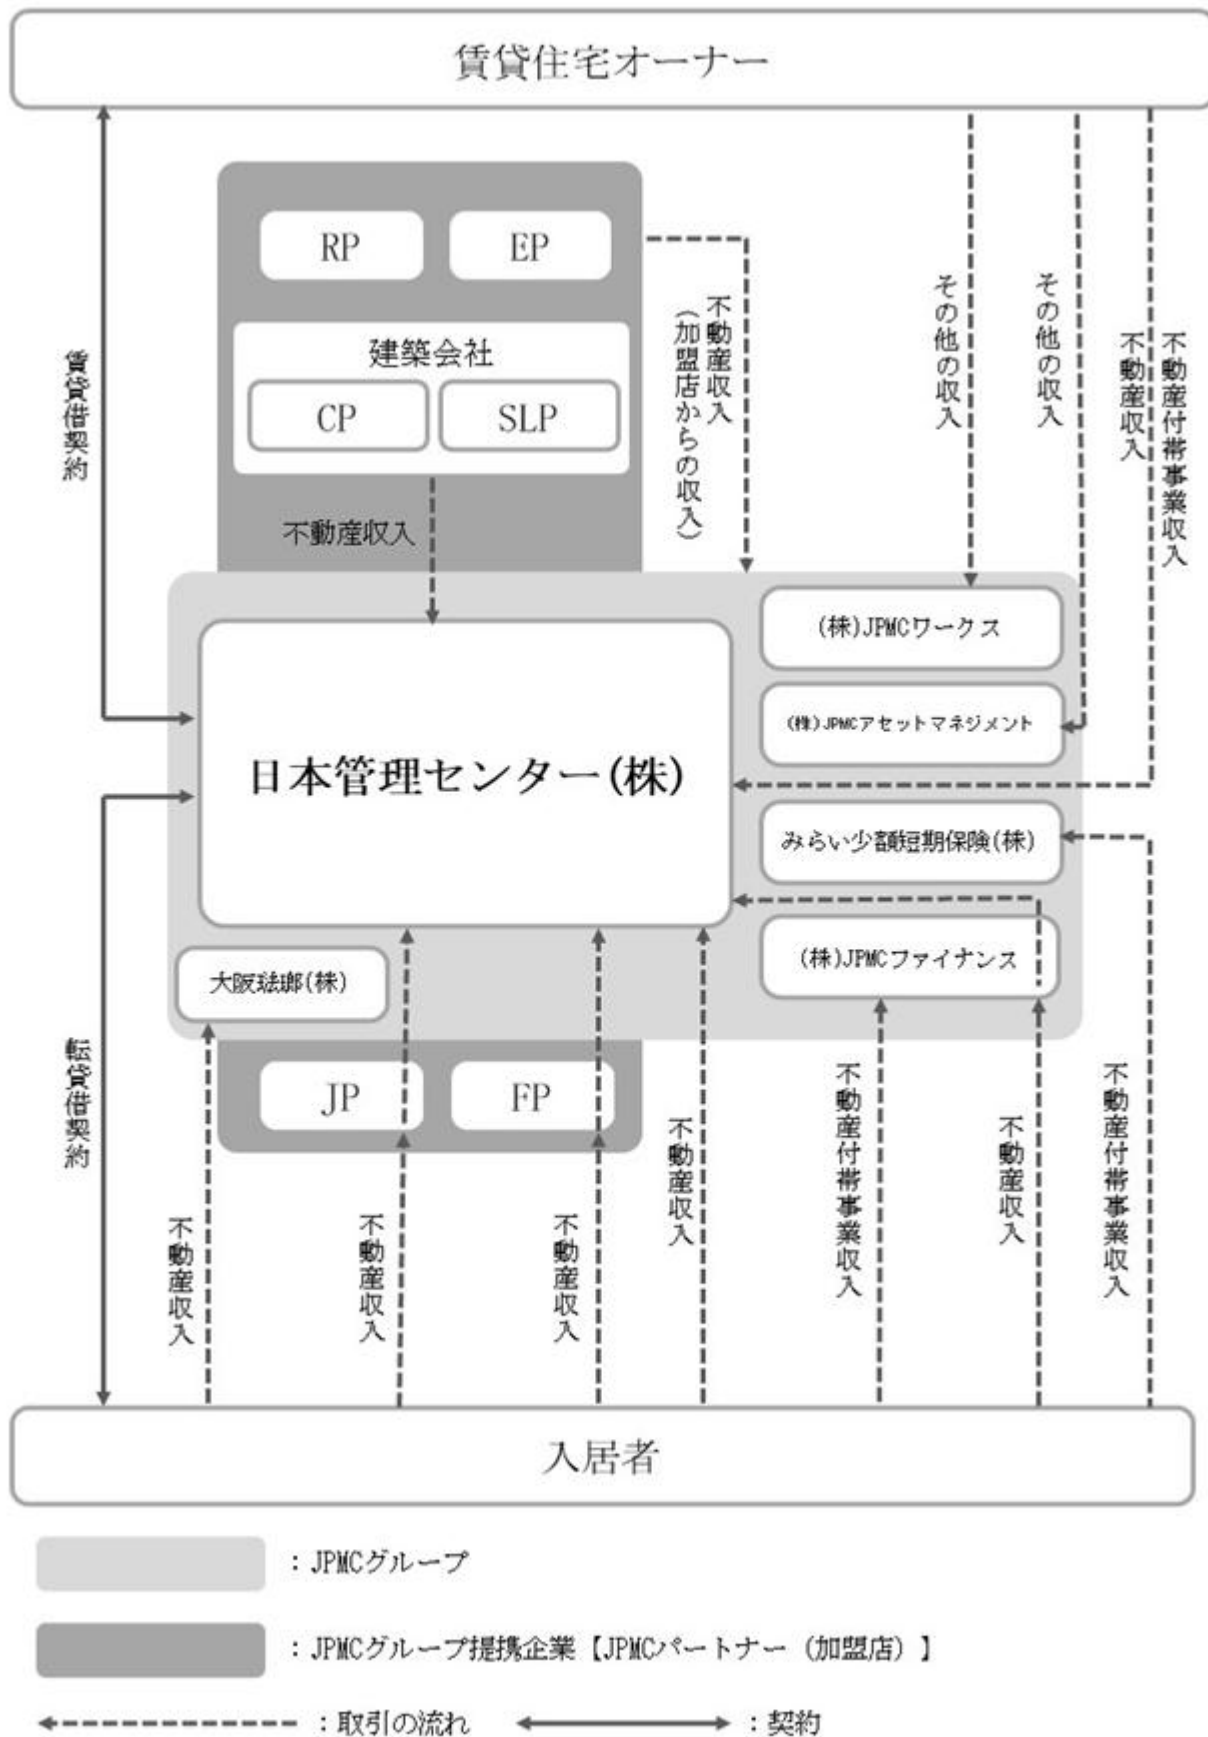 賃貸住宅オーナー
RP
EP
建築会社
CP
SLP
不動産収入
賃貸借契約
不動産収入
(加盟店からの収入)
その他の収入
その他の収入
不動産収入
不動産付帯事業収入
(株)JPMCワークス
(株)JPMCアセットマネジメント
日本管理センター(株)
みらい少額短期保険(株)
(株)JPMCファイナンス
大阪琺瑯(株)
JP
FP
転貸借契約
不動産収入
不動産収入
不動産収入
不動産収入
不動産付帯事業収入
不動産収入
不動産付帯事業収入
入居者
：JPMCグループ
：JPMCグループ提携企業【JPMCパートナー（加盟店）】
：取引の流れ
：契約